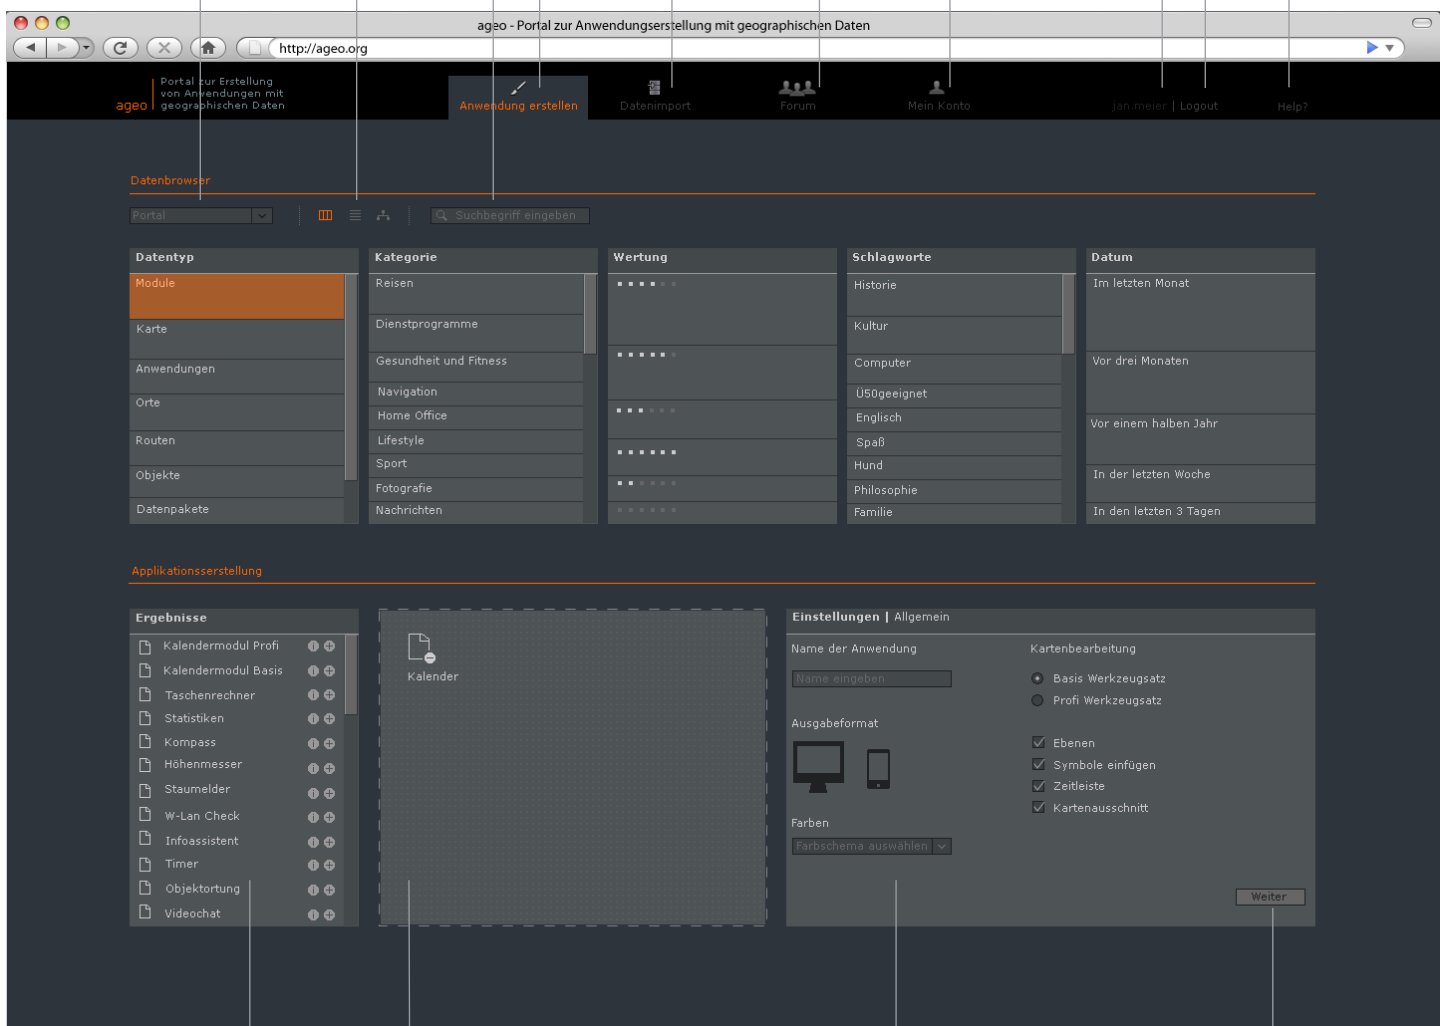 ageo - Portal zur Anwendungserstellung mit geographischen Daten
http://ageo.org
ageo
Portal zur Erstellung
von Anwendungen mit
geographischen Daten
Anwendung erstellen
Datenimport
Forum
Mein Konto
jan.meier | Logout
Help?
Datenbrowser
Portal
Suchbegriff eingeben
Datentyp
Module
Karte
Anwendungen
Orte
Routen
Objekte
Datenpakete
Kategorie
Reisen
Dienstprogramme
Gesundheit und Fitness
Navigation
Home Office
Lifestyle
Sport
Fotografie
Nachrichten
Wertung
Schlagworte
Historie
Kultur
Computer
Ü50geeignet
Englisch
Spaß
Hund
Philosophie
Familie
Datum
Im letzten Monat
Vor drei Monaten
Vor einem halben Jahr
In der letzten Woche
In den letzten 3 Tagen
Applikationsserstellung
Ergebnisse
Kalendermodul Profi
Kalendermodul Basis
Taschenrechner
Statistiken
Kompass
Höhenmesser
Staumelder
W-Lan Check
Infoassistent
Timer
Objektortung
Videochat
Kalender
Einstellungen | Allgemein
Name der Anwendung
Name eingeben
Ausgabeformat
Farben
Farbschema auswählen
Kartenbearbeitung
Basis Werkzeugsatz
Profi Werkzeugsatz
Ebenen
Symbole einfügen
Zeitleiste
Kartenausschnitt
Weiter